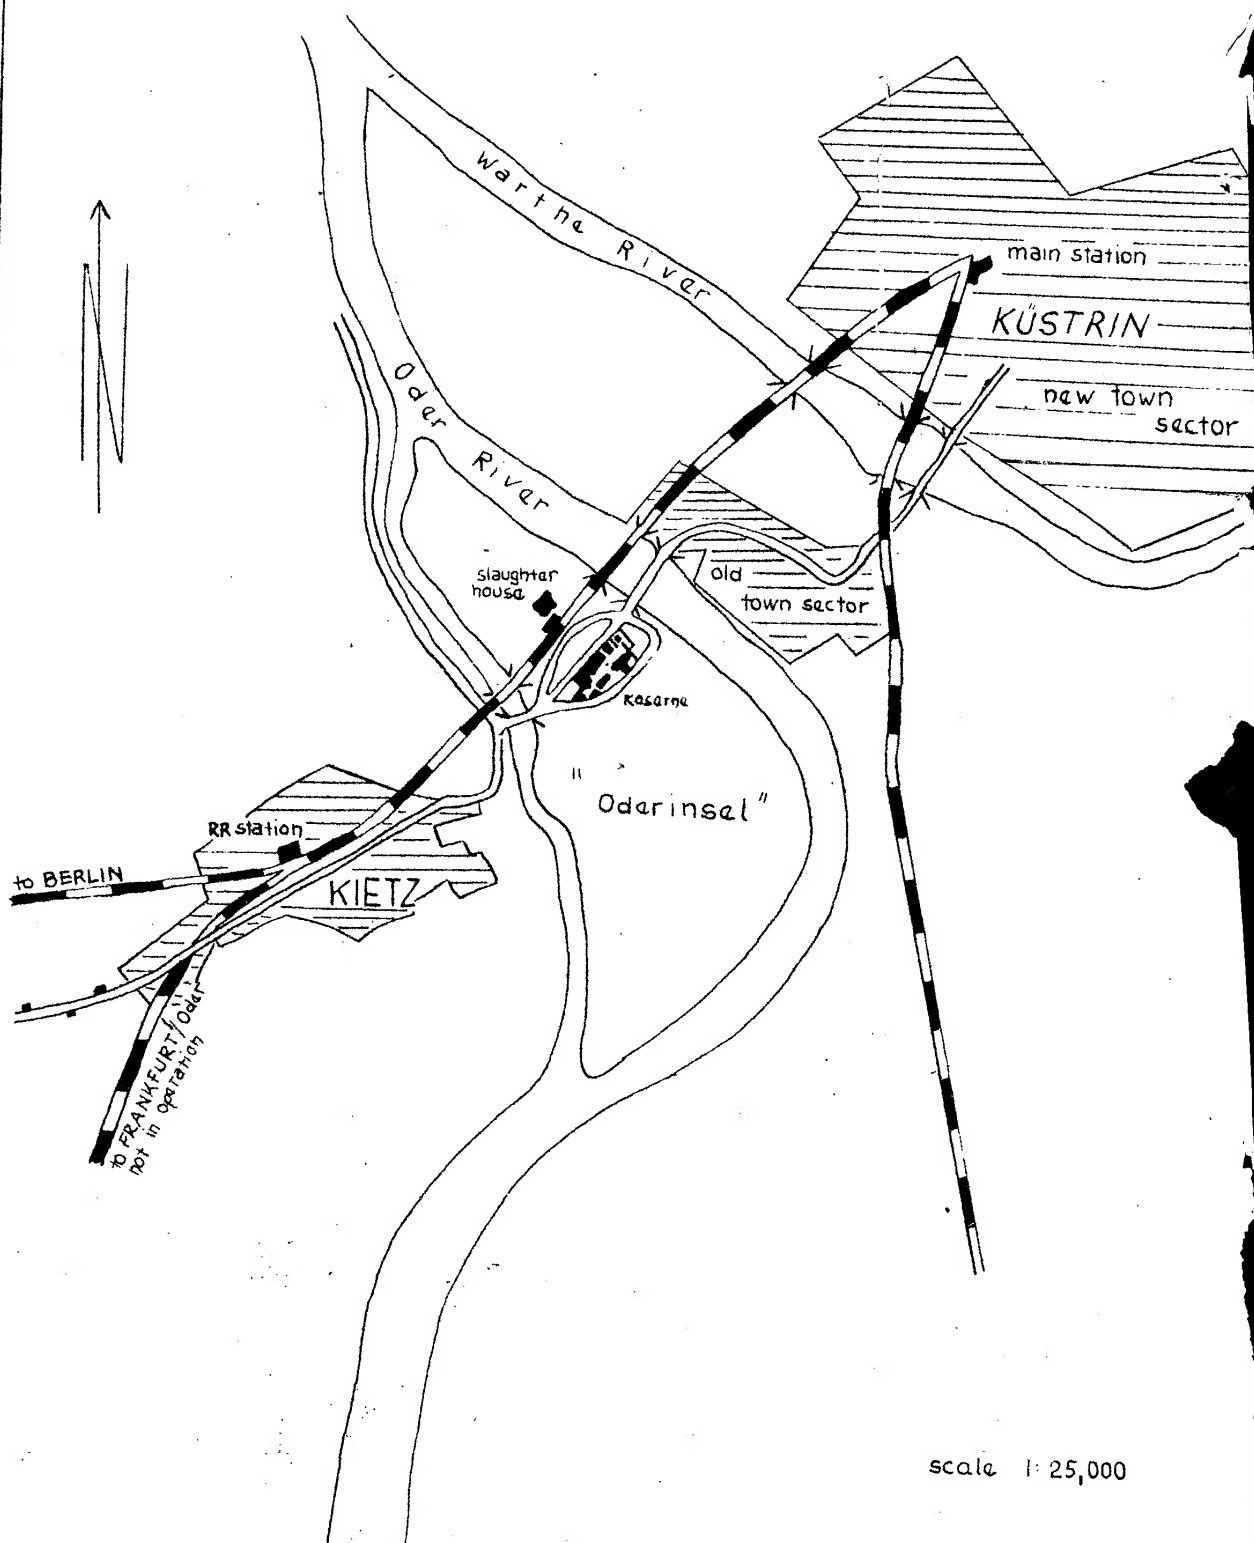 N
Warthe River
main station
KÜSTRIN
new town
sector
Oder River
slaughter
house
old
town sector
Kaserne
"Oderinsel"
RR station
to BERLIN
KIETZ
to FRANKFURT/Oder
not in operation
scale 1:25,000